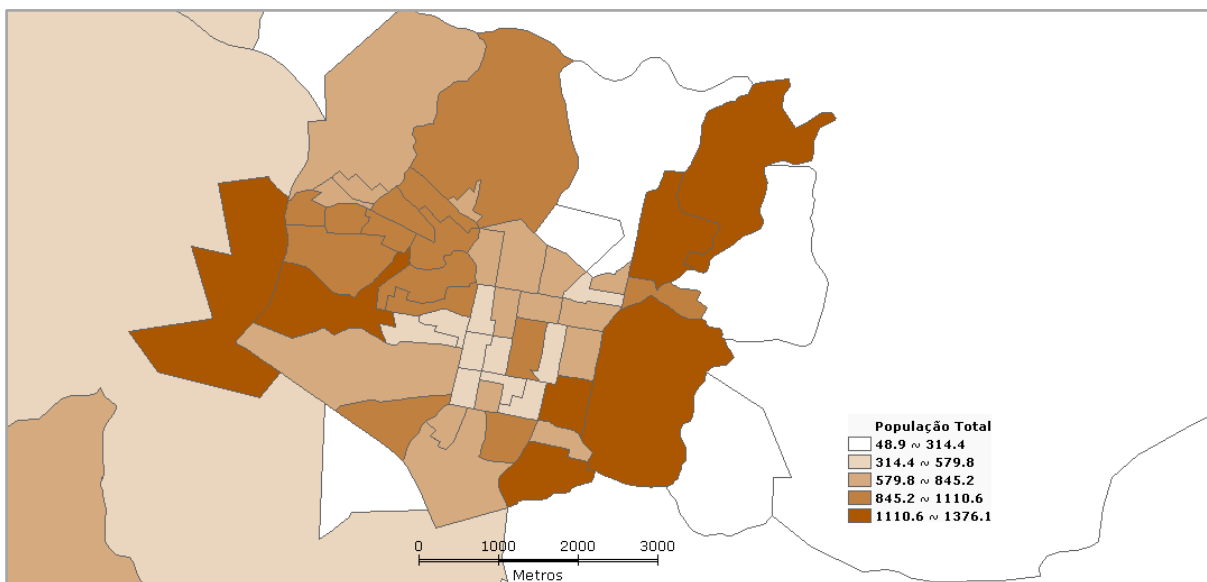 População Total
48.9 ~ 314.4
314.4 ~ 579.8
579.8 ~ 845.2
845.2 ~ 1110.6
1110.6 ~ 1376.1
0 1000 2000 3000
Metros